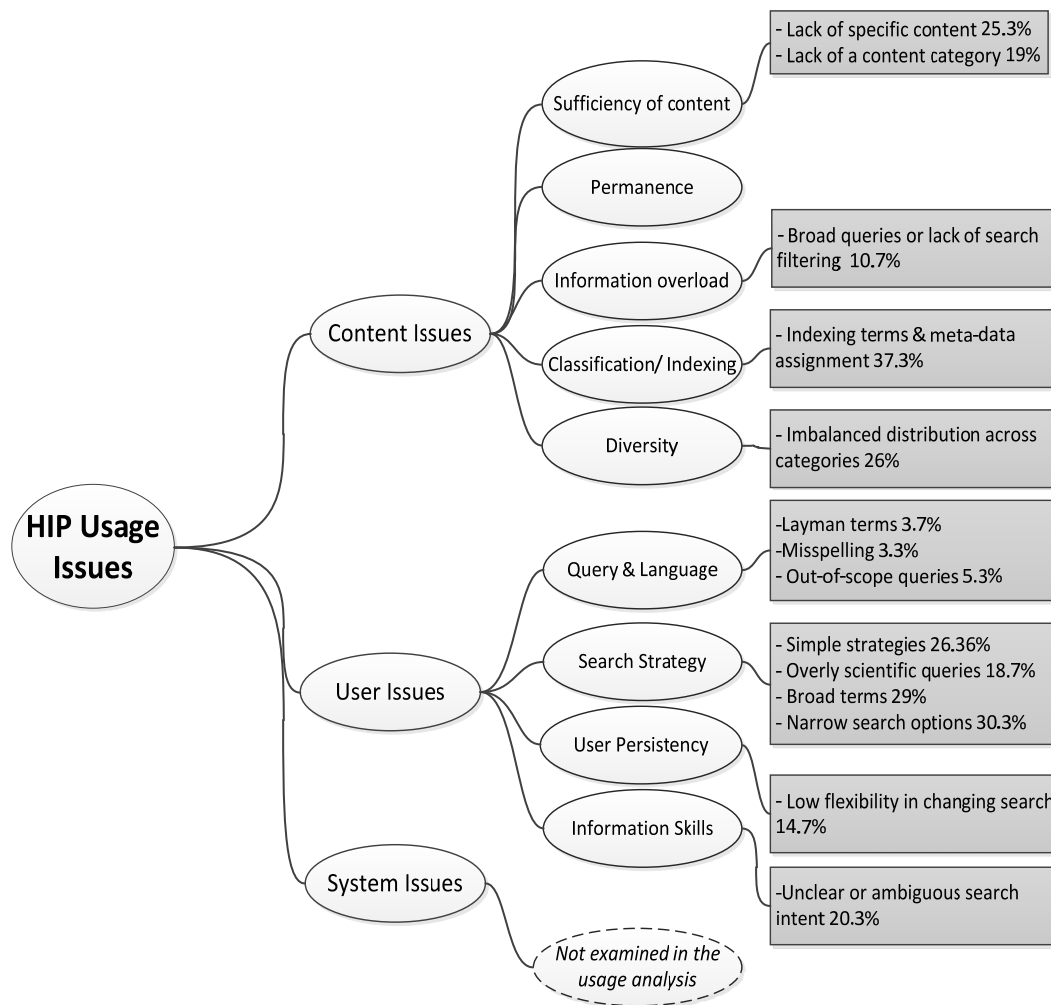 HIP Usage
Issues
Content Issues
Sufficiency of content
- Lack of specific content 25.3%
- Lack of a content category 19%
Permanence
Information overload
- Broad queries or lack of search
filtering 10.7%
Classification/ Indexing
- Indexing terms & meta-data
assignment 37.3%
Diversity
- Imbalanced distribution across
categories 26%
User Issues
Query & Language
-Layman terms 3.7%
-Misspelling 3.3%
- Out-of-scope queries 5.3%
Search Strategy
- Simple strategies 26.36%
- Overly scientific queries 18.7%
- Broad terms 29%
- Narrow search options 30.3%
User Persistency
- Low flexibility in changing search
14.7%
Information Skills
-Unclear or ambiguous search
intent 20.3%
System Issues
Not examined in the
usage analysis